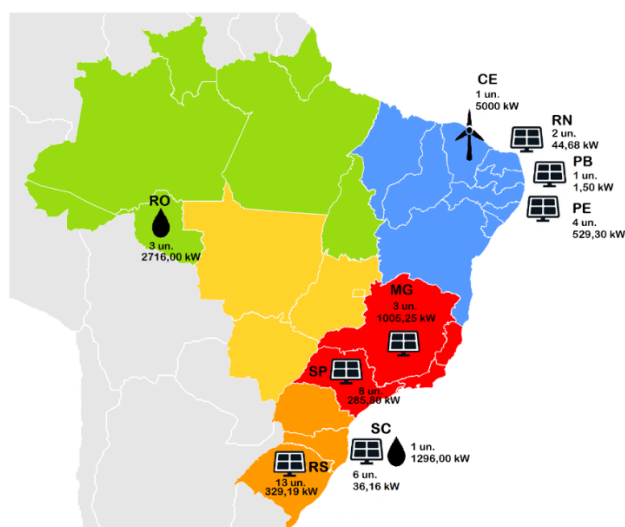 CE
1 un.
5000 kW
RN
2 un.
44,68 kW
PB
1 un.
1,50 kW
PE
4 un.
529,30 kW
RO
3 un.
2716,00 kW
MG
3 un.
1005,25 kW
SP
8 un.
285,80 kW
SC
1 un.
1296,00 kW
6 un.
36,16 kW
RS
13 un.
329,19 kW